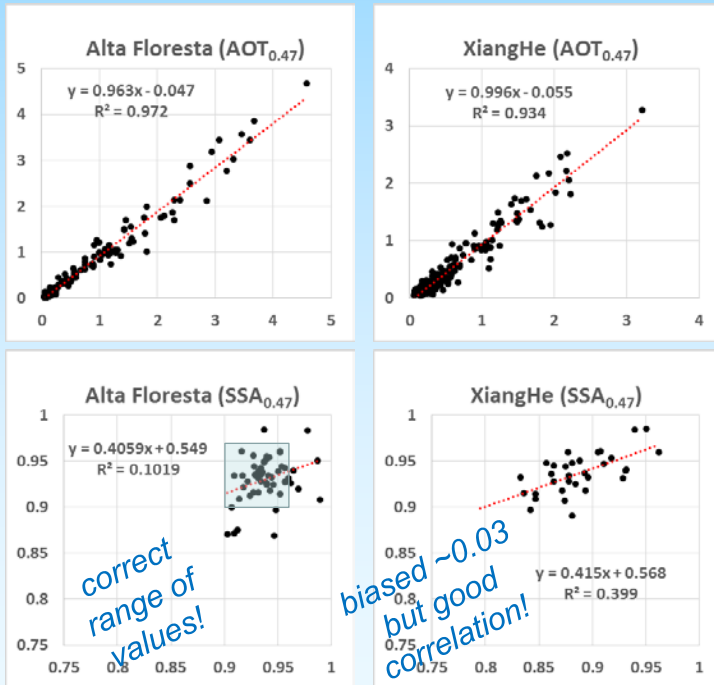 Alta Floresta (AOT0.47)
5
y = 0.963x - 0.047
R² = 0.972
4
3
2
1
0
0 1 2 3 4 5
XiangHe (AOT0.47)
4
y = 0.996x - 0.055
R² = 0.934
3
2
1
0
0 1 2 3 4
Alta Floresta (SSA0.47)
1
y = 0.4059x + 0.549
R² = 0.1019
0.95
0.9
0.85
0.8
0.75
0.75 0.8 0.85 0.9 0.95 1
correct
range of
values!
XiangHe (SSA0.47)
1
0.95
0.9
0.85
0.8
0.75
y = 0.415x + 0.568
R² = 0.399
0.75 0.8 0.85 0.9 0.95 1
biased ~0.03
but good
correlation!